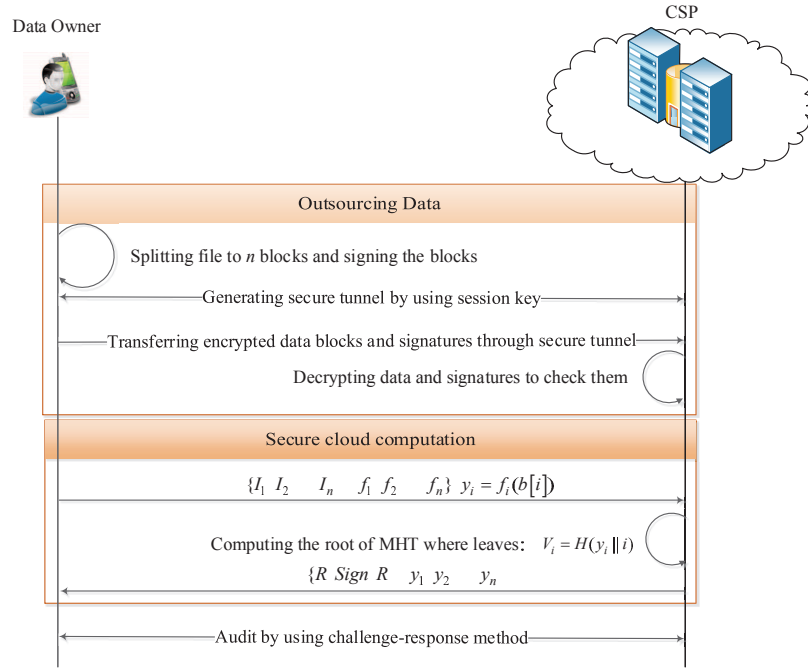 Data Owner
CSP
Outsourcing Data
Splitting file to n blocks and signing the blocks
Generating secure tunnel by using session key
Transferring encrypted data blocks and signatures through secure tunnel
Decrypting data and signatures to check them
Secure cloud computation
{I₁ I₂ Iₙ f₁ f₂ fₙ} yᵢ = fᵢ(b[i])
Computing the root of MHT where leaves: Vᵢ = H(yᵢ || i)
{R Sign R y₁ y₂ yₙ
Audit by using challenge-response method